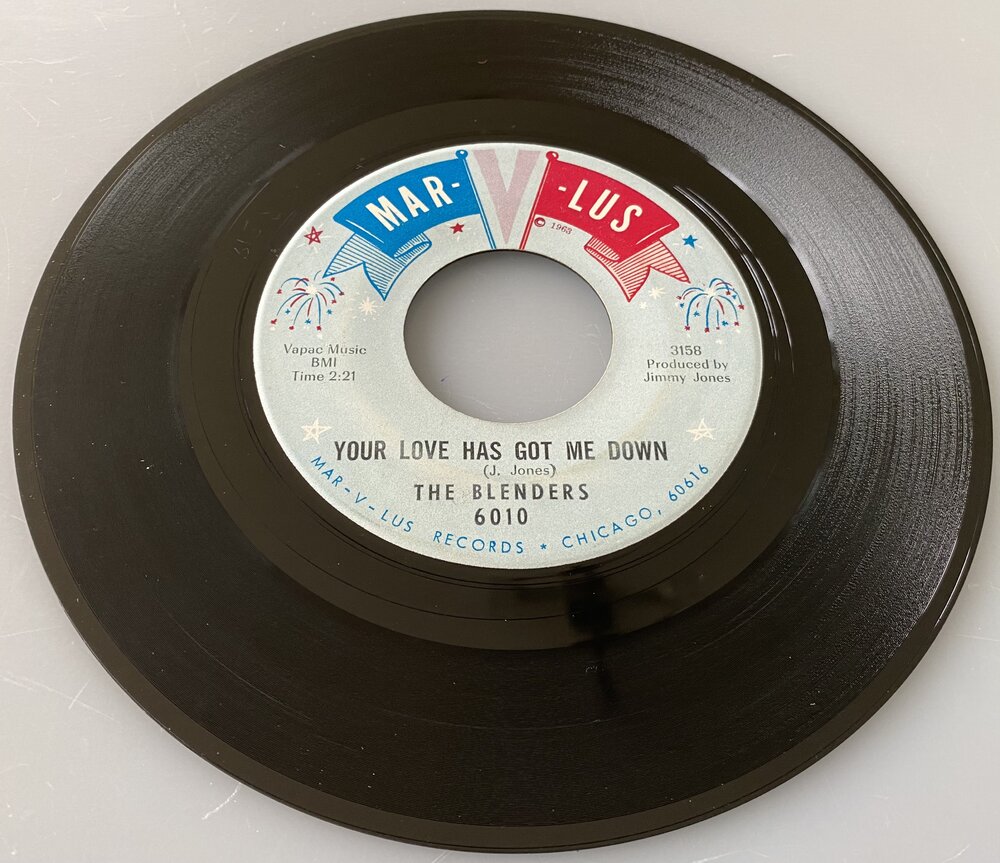 MAR-V-LUS
© 1963
Vapac Music
BMI
Time 2:21
3158
Produced by
Jimmy Jones
YOUR LOVE HAS GOT ME DOWN
(J. Jones)
THE BLENDERS
6010
MAR-V-LUS RECORDS * CHICAGO, 60616